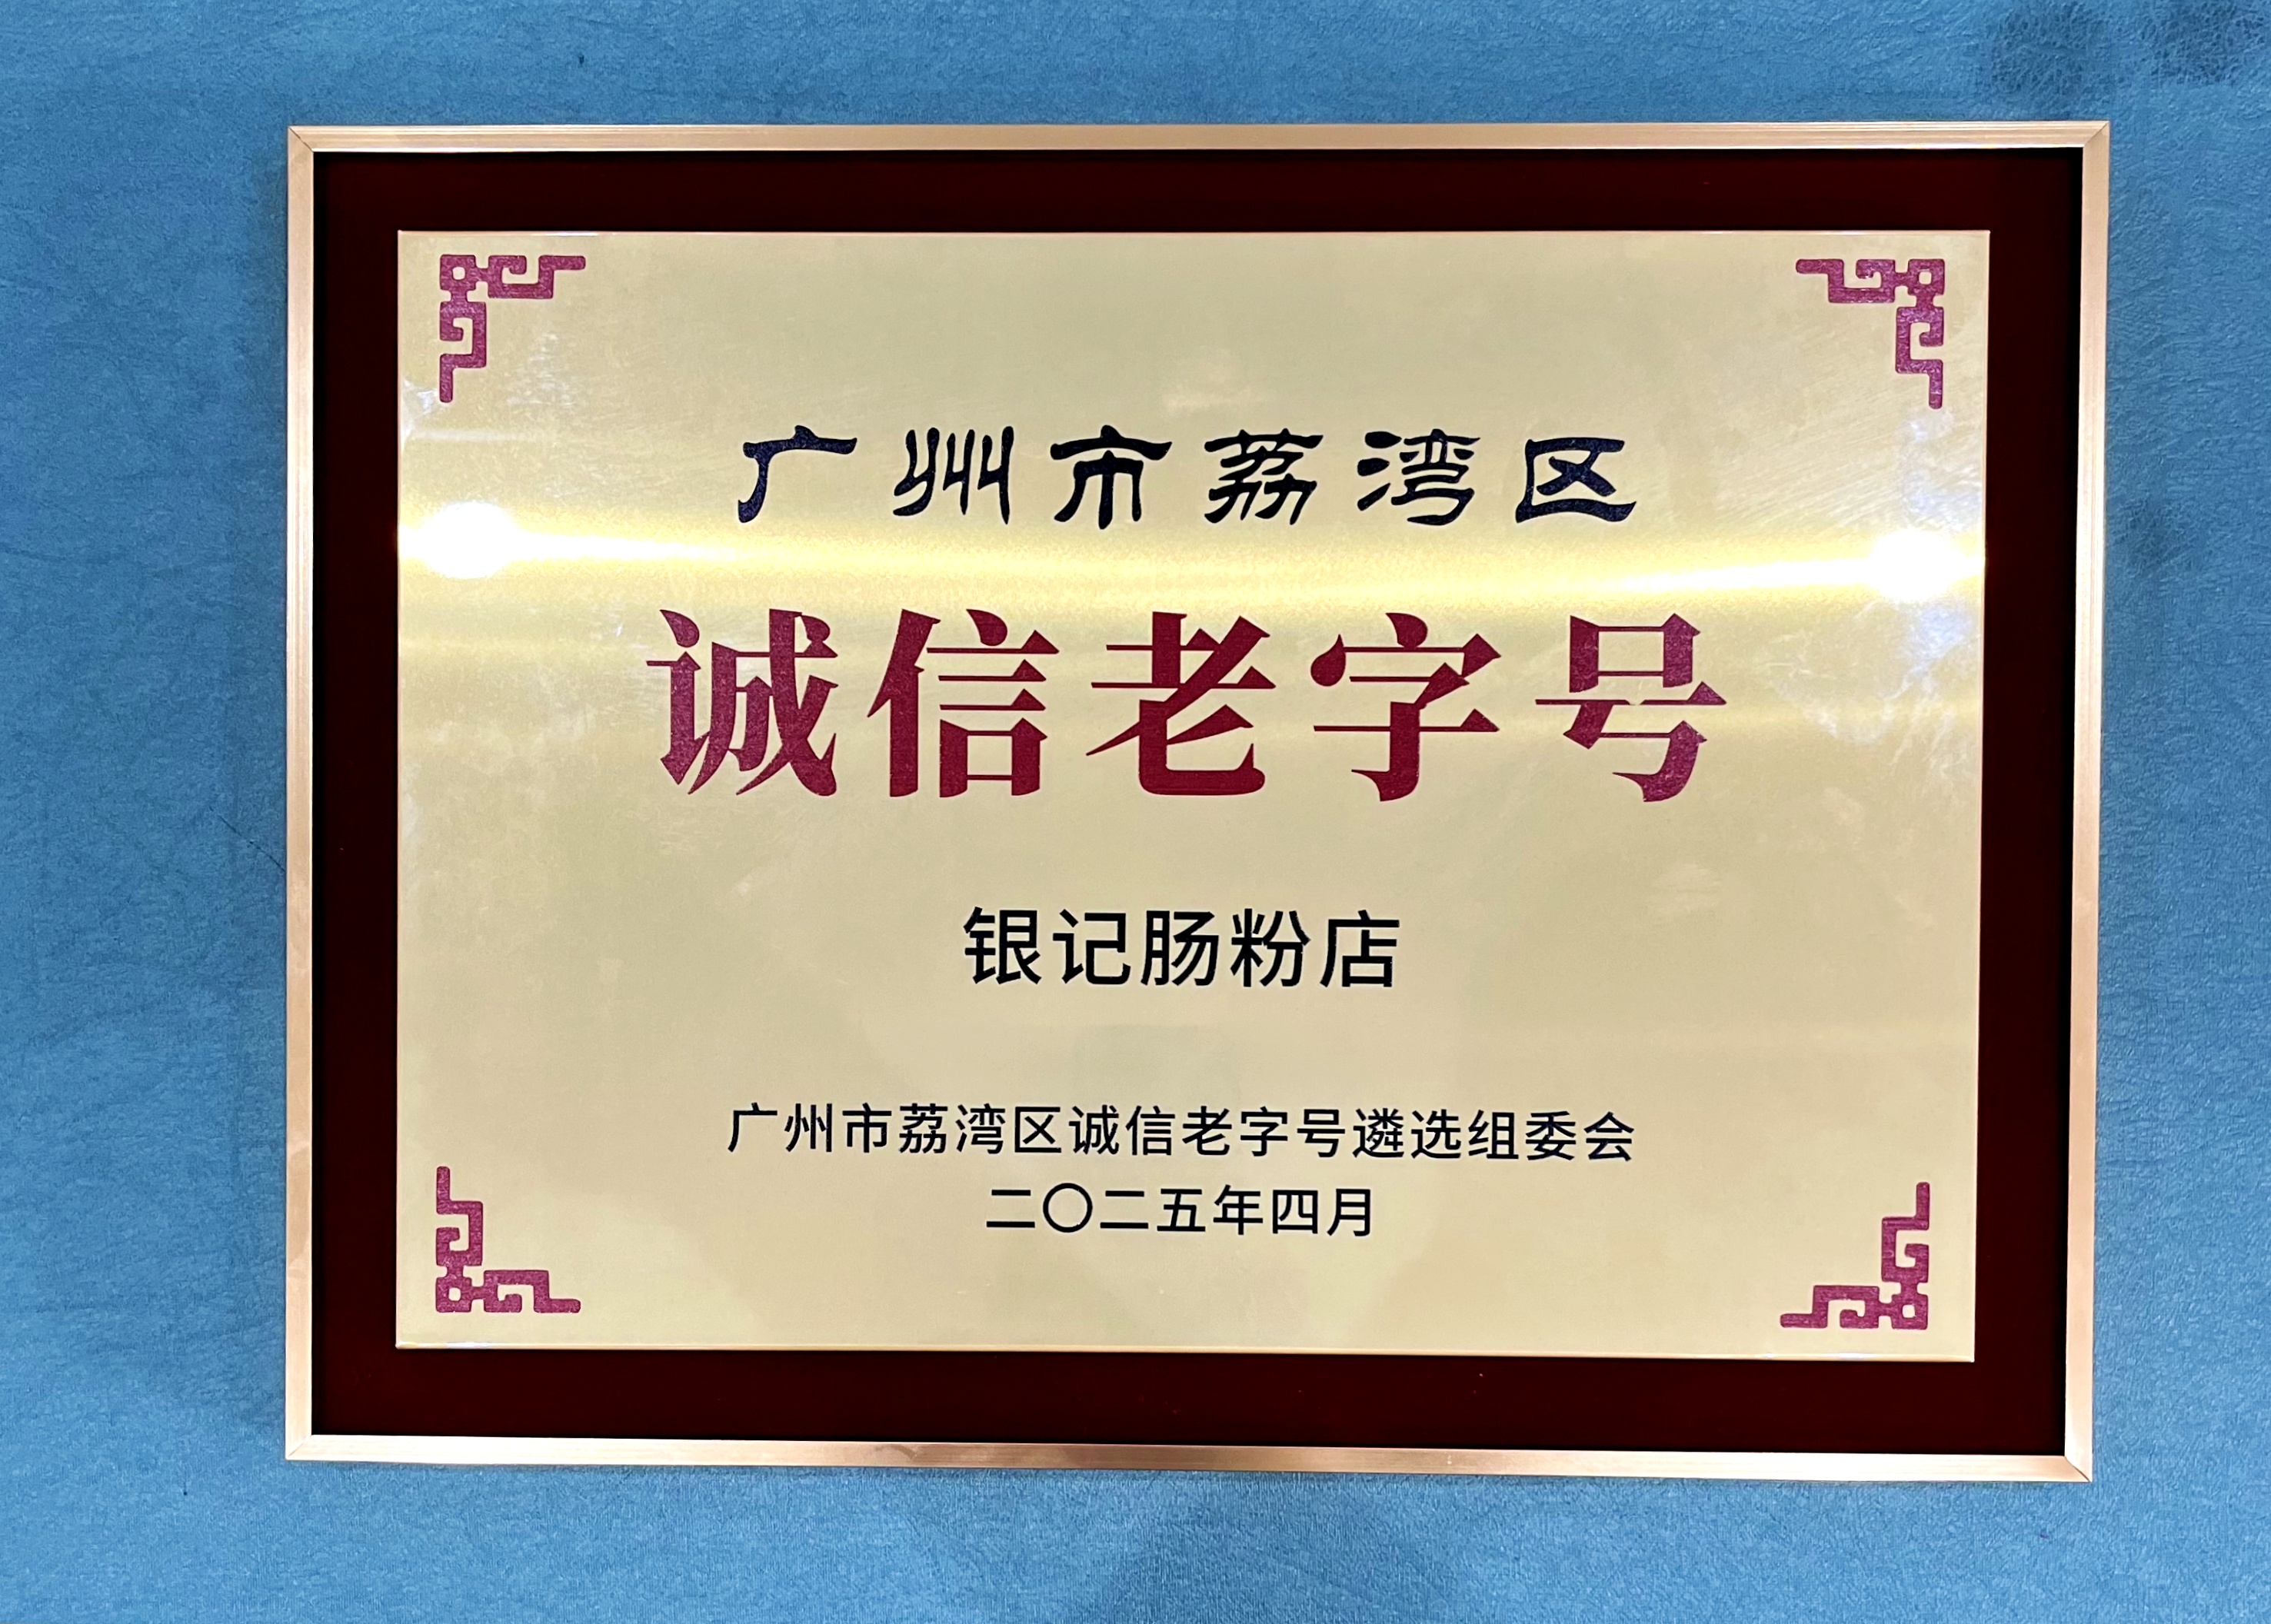 广州市荔湾区
诚信老字号
银记肠粉店
广州市荔湾区诚信老字号遴选组委会
二〇二五年四月